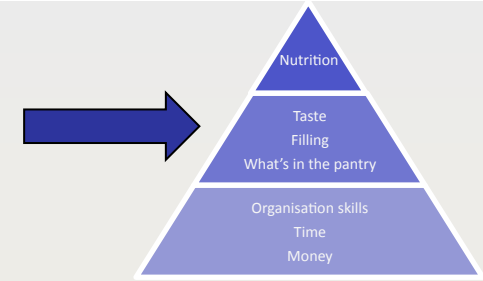 Nutrition
Taste
Filling
What's in the pantry
Organisation skills
Time
Money